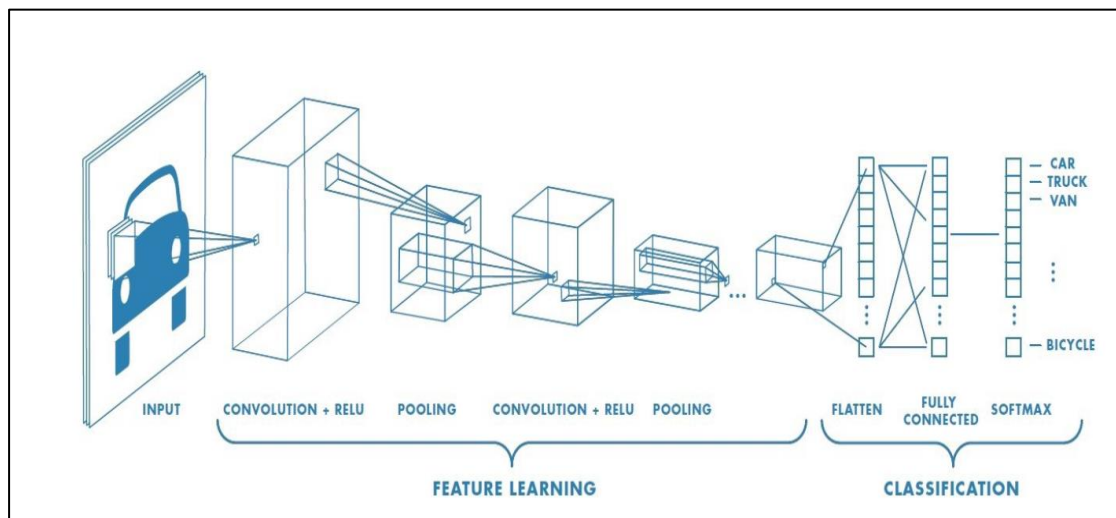 CAR
TRUCK
VAN
BICYCLE
INPUT
CONVOLUTION + RELU
POOLING
CONVOLUTION + RELU
POOLING
FLATTEN
FULLY
CONNECTED
SOFTMAX
FEATURE LEARNING
CLASSIFICATION